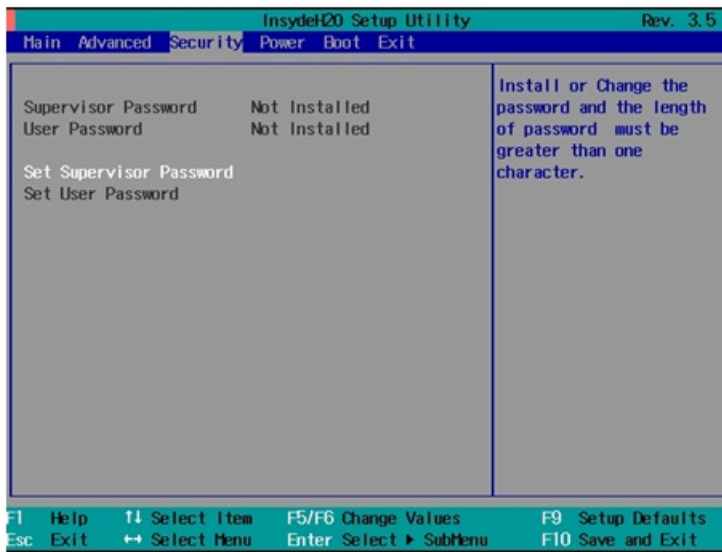 InsydeH2O Setup Utility Rev. 3.5
Main Advanced Security Power Boot Exit
Supervisor Password Not Installed
User Password Not Installed
Set Supervisor Password
Set User Password
Install or Change the
password and the length
of password must be
greater than one
character.
F1 Help ↑↓ Select Item F5/F6 Change Values F9 Setup Defaults
Esc Exit ↔ Select Menu Enter Select ▶ SubMenu F10 Save and Exit